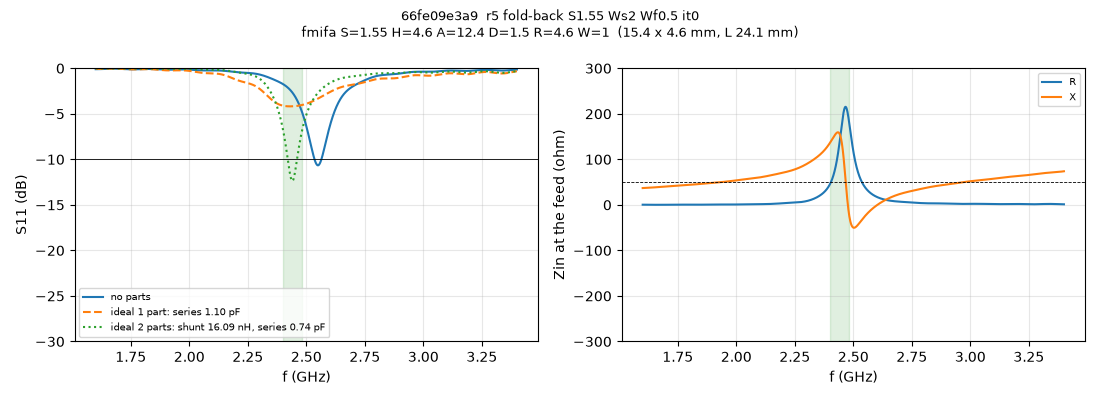 66fe09e3a9  r5 fold-back S1.55 Ws2 Wf0.5 it0
fmifa S=1.55 H=4.6 A=12.4 D=1.5 R=4.6 W=1  (15.4 x 4.6 mm, L 24.1 mm)
S11 (dB)
0
−5
−10
−15
−20
−25
−30
no parts
ideal 1 part: series 1.10 pF
ideal 2 parts: shunt 16.09 nH, series 0.74 pF
1.75 2.00 2.25 2.50 2.75 3.00 3.25
f (GHz)
Zin at the feed (ohm)
300
200
100
0
−100
−200
−300
R
X
1.75 2.00 2.25 2.50 2.75 3.00 3.25
f (GHz)